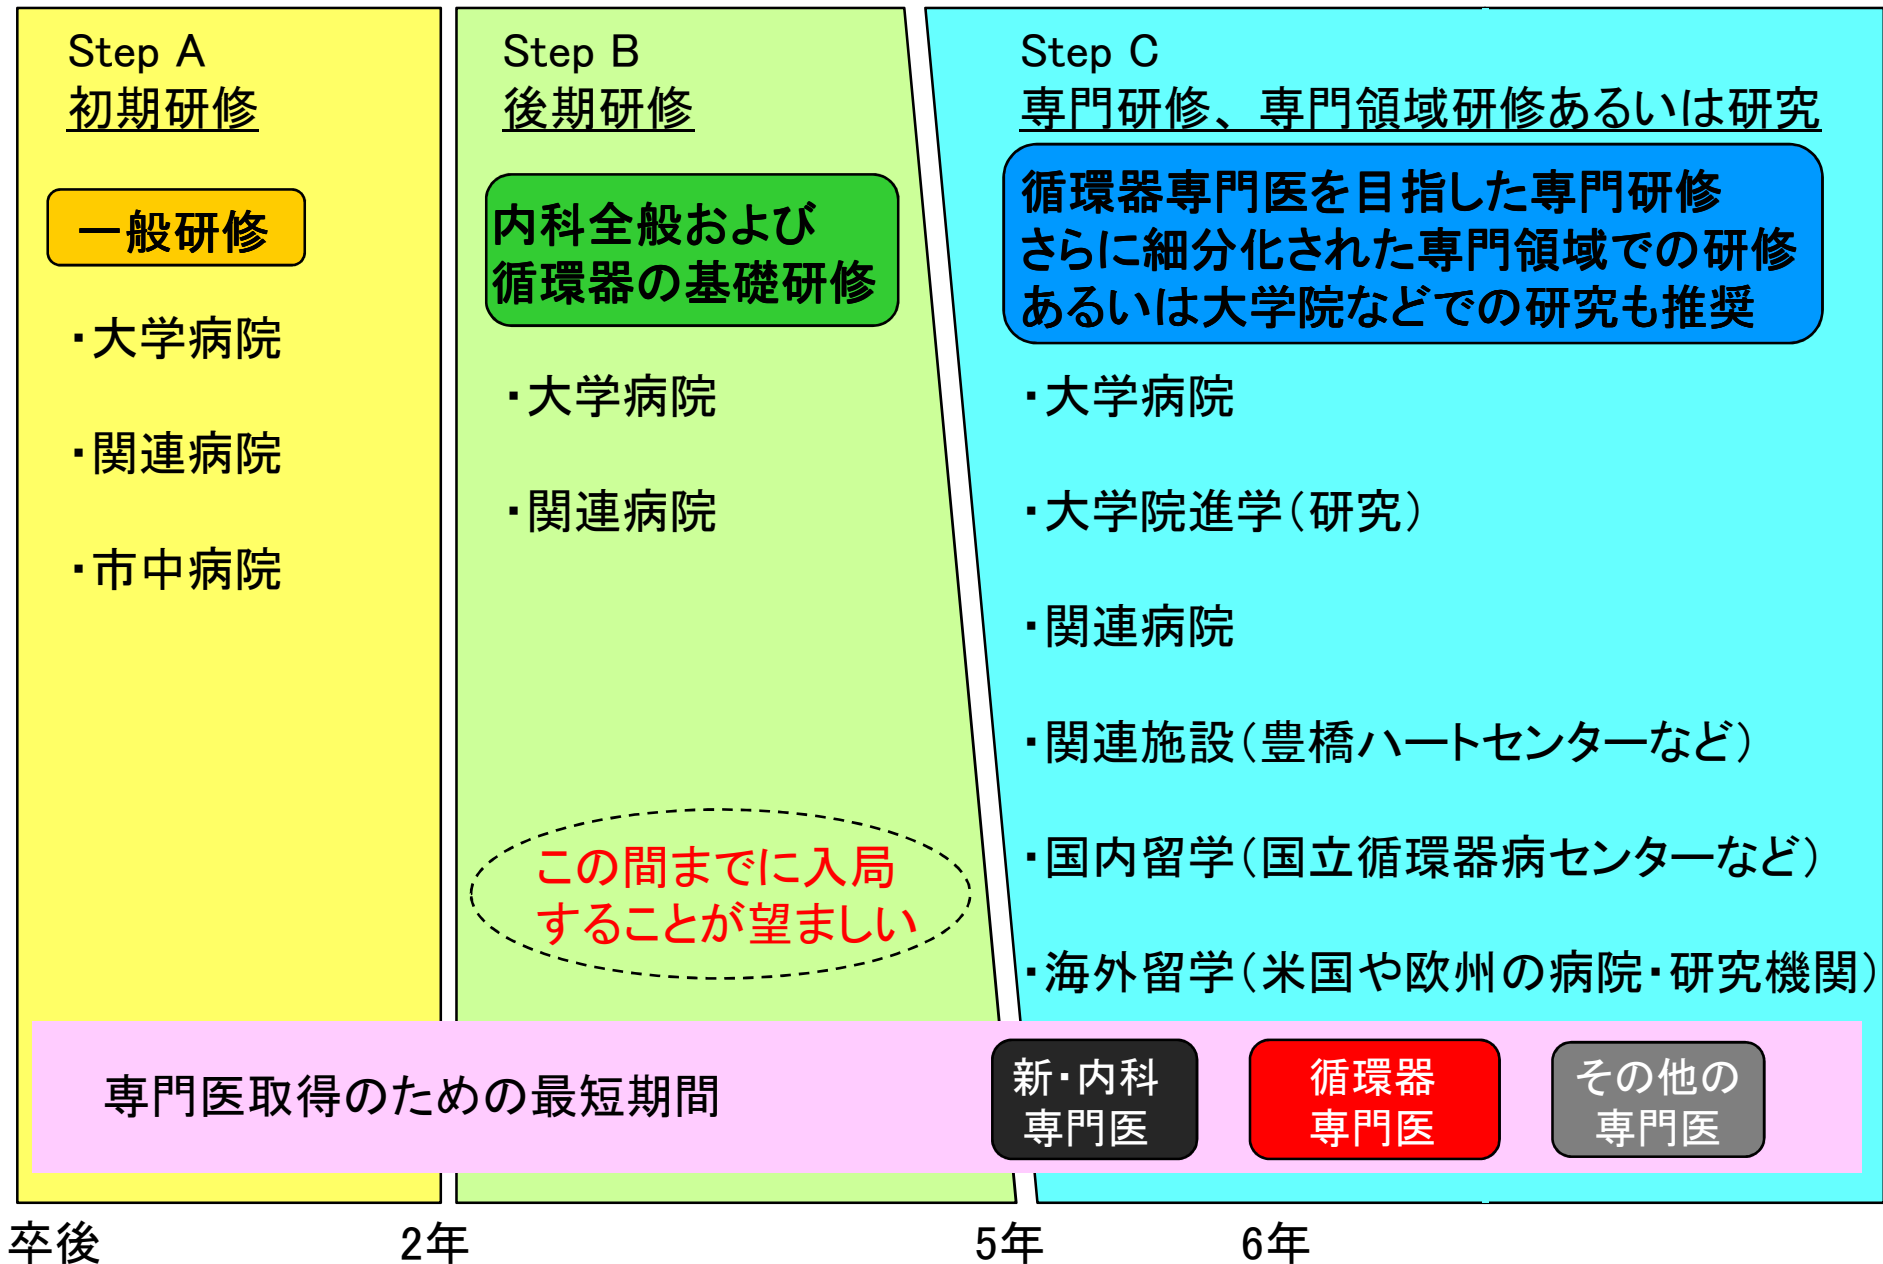 Step A
初期研修
一般研修
・大学病院
・関連病院
・市中病院
Step B
後期研修
内科全般および
循環器の基礎研修
・大学病院
・関連病院
この間までに入局
することが望ましい
Step C
専門研修、専門領域研修あるいは研究
循環器専門医を目指した専門研修
さらに細分化された専門領域での研修
あるいは大学院などでの研究も推奨
・大学病院
・大学院進学（研究）
・関連病院
・関連施設（豊橋ハートセンターなど）
・国内留学（国立循環器病センターなど）
・海外留学（米国や欧州の病院・研究機関）
専門医取得のための最短期間
新・内科
専門医
循環器
専門医
その他の
専門医
卒後
2年
5年
6年